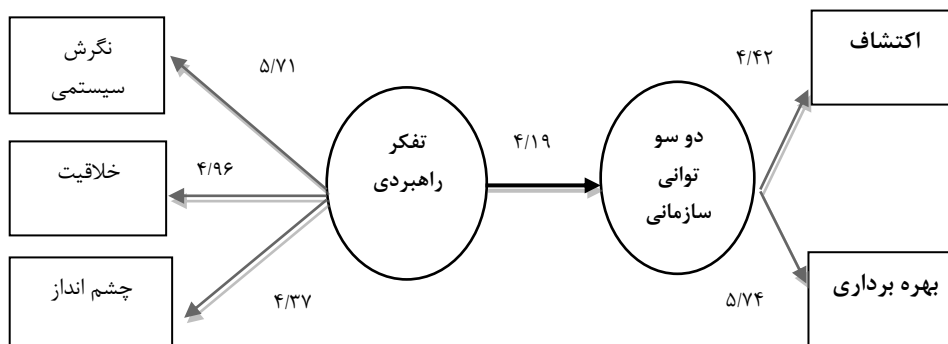 نگرش
سیستمی
۵/۷۱
خلاقیت
۴/۹۶
چشم انداز
۴/۳۷
تفکر
راهبردی
۴/۱۹
دو سو
توانی
سازمانی
۴/۴۲
اکتشاف
۵/۷۴
بهره برداری